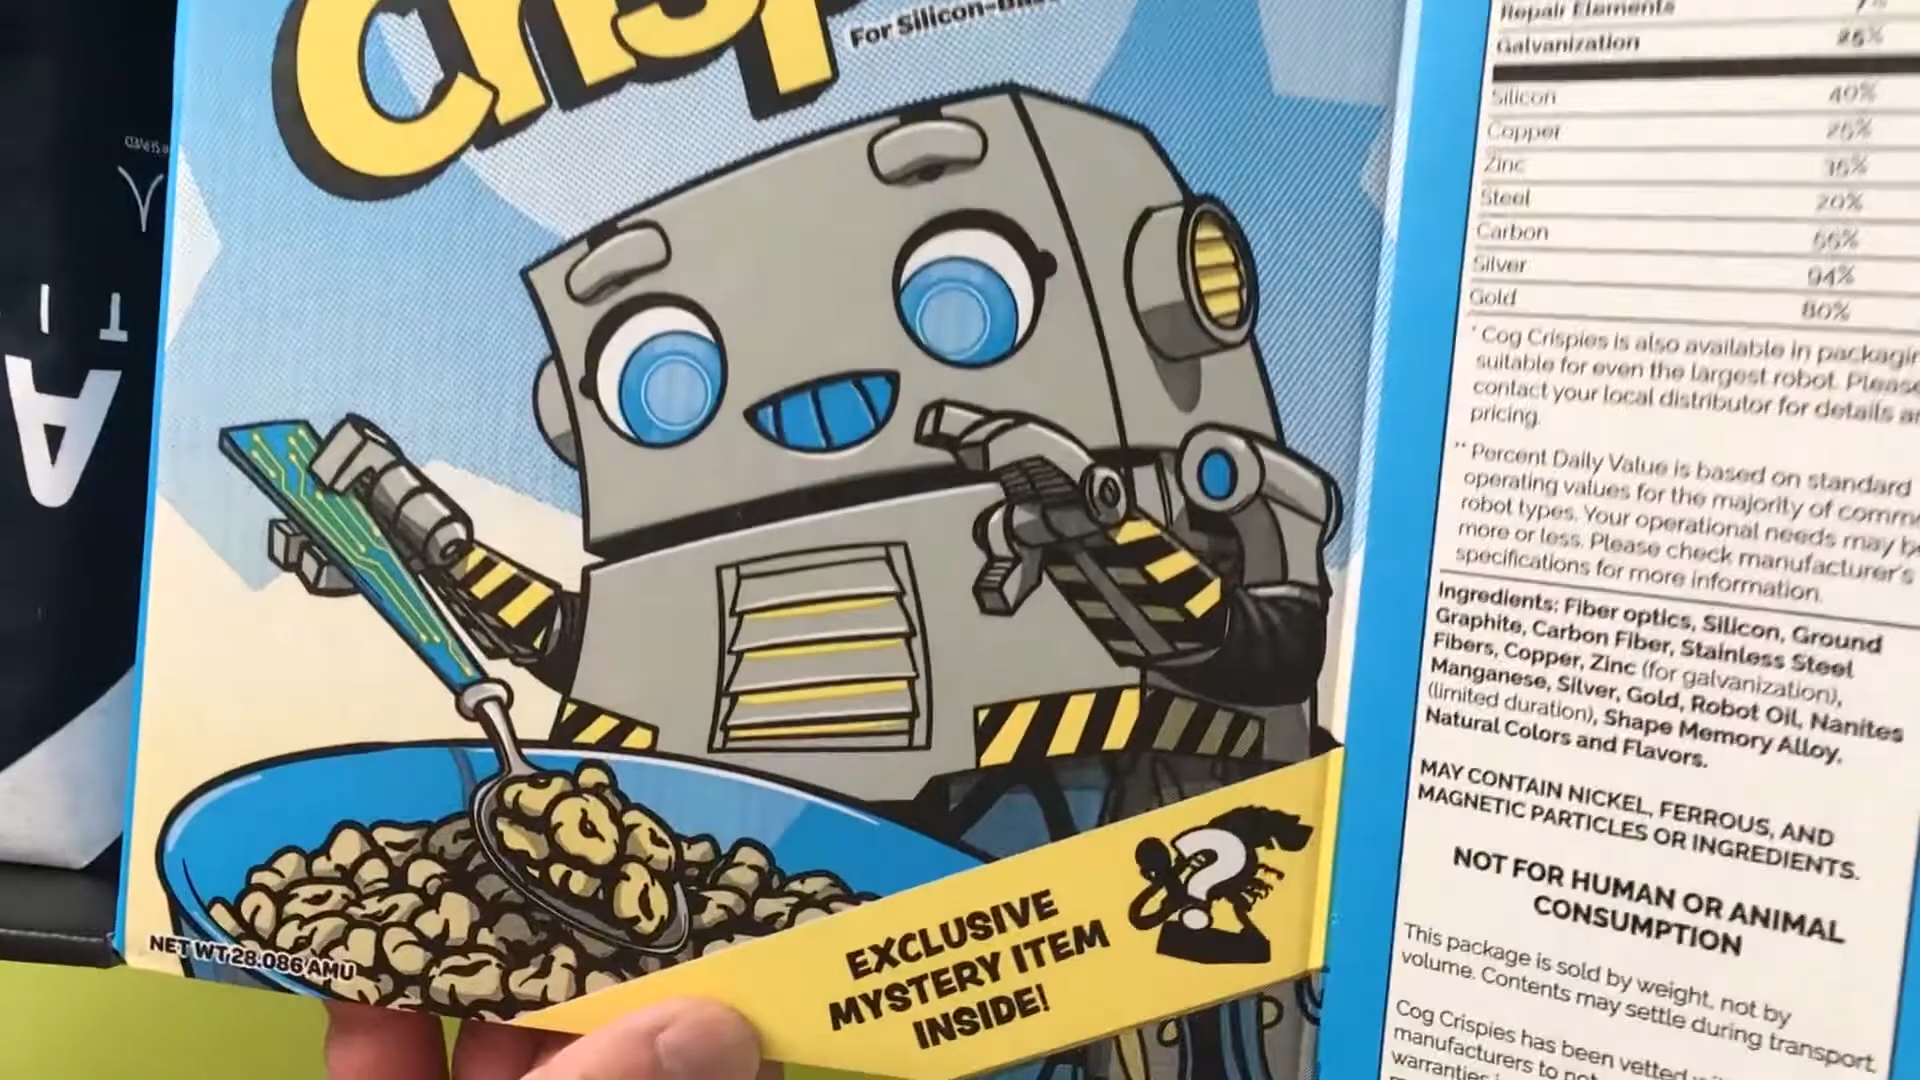 Crisp
For Silicon-Ba
A
NET WT 28.086 AMU
EXCLUSIVE
MYSTERY ITEM
INSIDE!
Repair Elements
Galvanization 25%
Silicon 40%
Copper 25%
Zinc 35%
Steel 20%
Carbon
Silver 94%
Gold 80%
* Cog Crispies is also available in packagin
suitable for even the largest robot. Please
contact your local distributor for details an
pricing.
** Percent Daily Value is based on standard
operating values for the majority of commo
robot types. Your operational needs may be
more or less. Please check manufacturer's
specifications for more information.
Ingredients: Fiber optics, Silicon, Ground
Graphite, Carbon Fiber, Stainless Steel
Fibers, Copper, Zinc (for galvanization),
Manganese, Silver, Gold, Robot Oil, Nanites
(limited duration), Shape Memory Alloy,
Natural Colors and Flavors.
MAY CONTAIN NICKEL, FERROUS, AND
MAGNETIC PARTICLES OR INGREDIENTS.
NOT FOR HUMAN OR ANIMAL
CONSUMPTION
This package is sold by weight, not by
volume. Contents may settle during transport.
Cog Crispies has been vetted
manufacturers to not
warranties